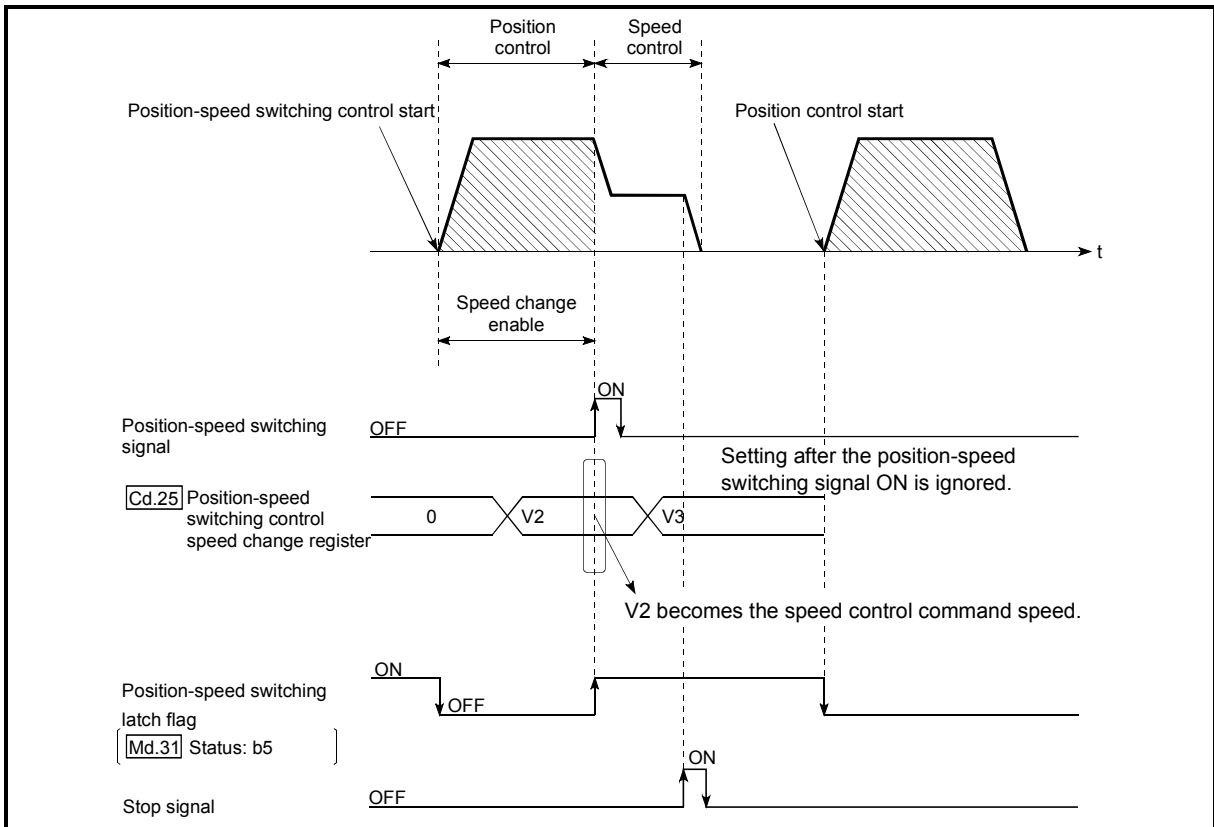 Position
control
Speed
control
Position-speed switching control start
Position control start
t
Speed change
enable
ON
Position-speed switching
signal
OFF
Setting after the position-speed
switching signal ON is ignored.
Cd.25 Position-speed
switching control
speed change register
0
V2
V3
V2 becomes the speed control command speed.
ON
Position-speed switching
latch flag
OFF
Md.31 Status: b5
ON
Stop signal
OFF